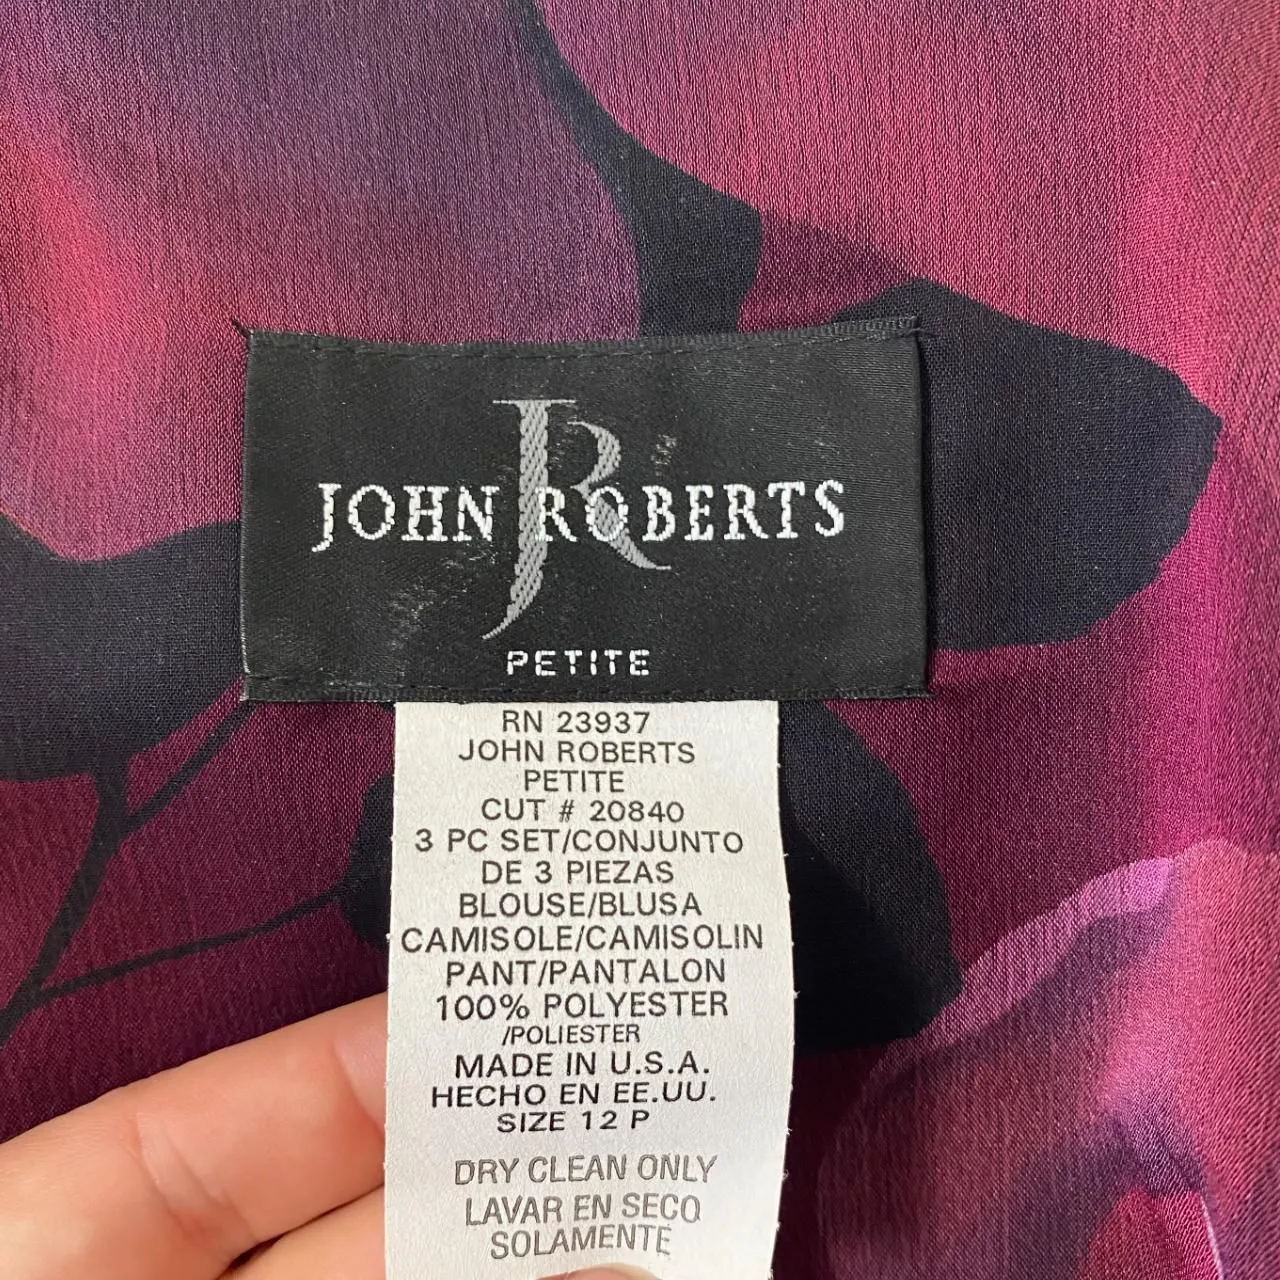 JR
JOHN ROBERTS
PETITE
RN 23937
JOHN ROBERTS
PETITE
CUT # 20840
3 PC SET/CONJUNTO
DE 3 PIEZAS
BLOUSE/BLUSA
CAMISOLE/CAMISOLIN
PANT/PANTALON
100% POLYESTER
/POLIESTER
MADE IN U.S.A.
HECHO EN EE.UU.
SIZE 12 P
DRY CLEAN ONLY
LAVAR EN SECO
SOLAMENTE